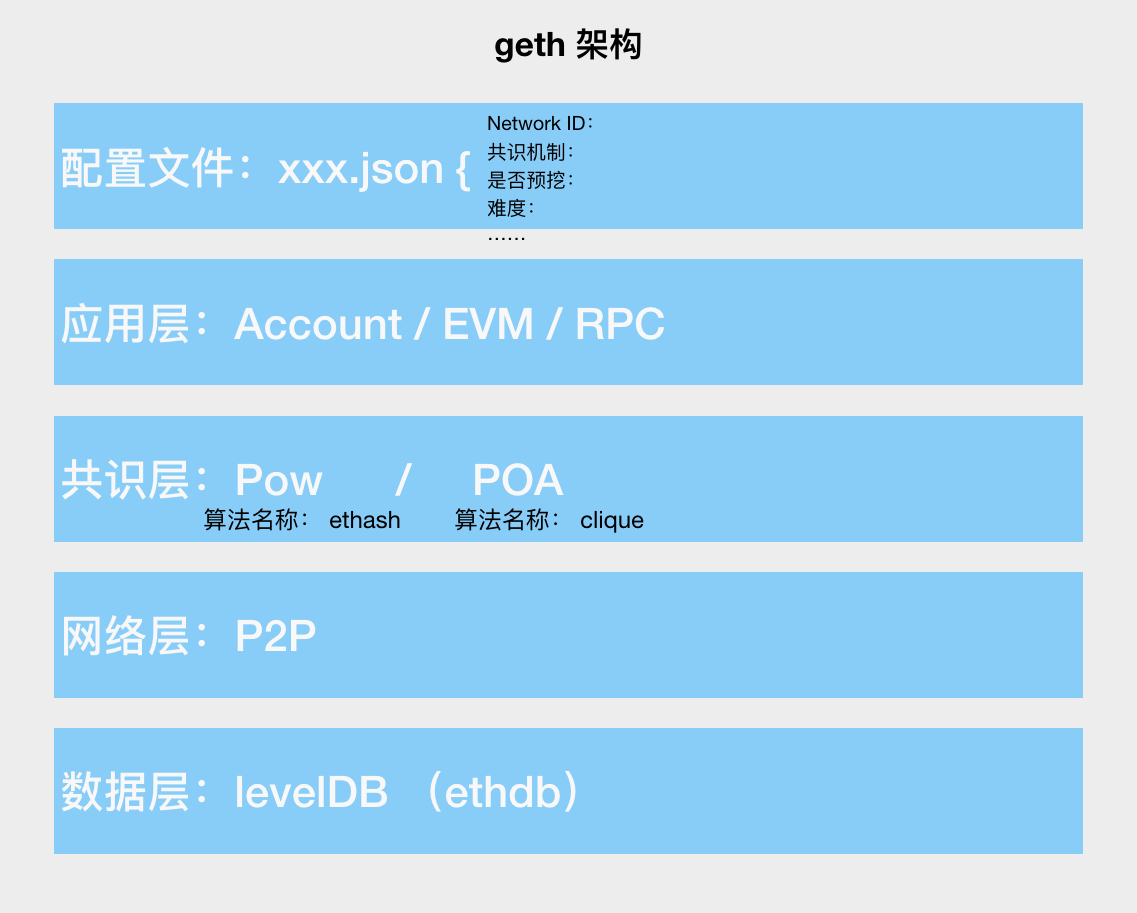 geth 架构
配置文件：xxx.json {
Network ID：
共识机制：
是否预挖：
难度：
……
应用层：Account / EVM / RPC
共识层：Pow / POA
算法名称： ethash 算法名称： clique
网络层：P2P
数据层：levelDB （ethdb）